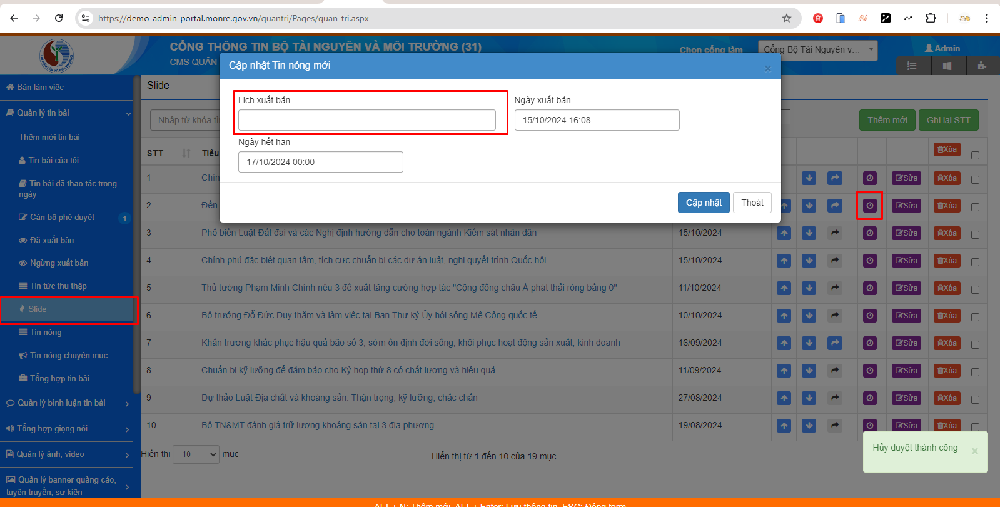 https://demo-admin-portal.monre.gov.vn/quantri/Pages/quan-tri.aspx
CỔNG THÔNG TIN BỘ TÀI NGUYÊN VÀ MÔI TRƯỜNG (31)
CMS QUẢN
Chọn cổng làm
Cổng Bộ Tài Nguyên v...
Admin
Cập nhật Tin nóng mới
×
Lịch xuất bản
Ngày xuất bản
15/10/2024 16:08
Ngày hết hạn
17/10/2024 00:00
Cập nhật
Thoát
Bàn làm việc
Quản lý tin bài
Thêm mới tin bài
Tin bài của tôi
Tin bài đã thao tác trong
ngày
Cán bộ phê duyệt 1
Đã xuất bản
Ngừng xuất bản
Tin tức thu thập
Slide
Tin nóng
Tin nóng chuyên mục
Tổng hợp tin bài
Quản lý bình luận tin bài
Tổng hợp giọng nói
Quản lý ảnh, video
Quản lý banner quảng cáo,
tuyên truyền, sự kiện
Slide
Nhập từ khóa
Thêm mới
Ghi lại STT
STT Tiêu Xóa
1 Chín Sửa Xóa
2 Đến Sửa Xóa
3 Phổ biến Luật Đất đai và các Nghị định hướng dẫn cho toàn ngành Kiểm sát nhân dân 15/10/2024 Sửa Xóa
4 Chính phủ đặc biệt quan tâm, tích cực chuẩn bị các dự án luật, nghị quyết trình Quốc hội 15/10/2024 Sửa Xóa
5 Thủ tướng Phạm Minh Chính nêu 3 đề xuất tăng cường hợp tác "Cộng đồng châu Á phát thải ròng bằng 0" 11/10/2024 Sửa Xóa
6 Bộ trưởng Đỗ Đức Duy thăm và làm việc tại Ban Thư ký Ủy hội sông Mê Công quốc tế 10/10/2024 Sửa Xóa
7 Khẩn trương khắc phục hậu quả bão số 3, sớm ổn định đời sống, khôi phục hoạt động sản xuất, kinh doanh 16/09/2024 Sửa Xóa
8 Chuẩn bị kỹ lưỡng để đảm bảo cho Kỳ họp thứ 8 có chất lượng và hiệu quả 11/09/2024 Sửa Xóa
9 Dự thảo Luật Địa chất và khoáng sản: Thận trọng, kỹ lưỡng, chắc chắn 27/08/2024 Sửa Xóa
10 Bộ TN&MT đánh giá trữ lượng khoáng sản tại 3 địa phương 19/08/2024 Sửa Xóa
Hiển thị 10 mục
Hiển thị từ 1 đến 10 của 19 mục
Hủy duyệt thành công ×
ALT + N: Thêm mới, ALT + Enter: Lưu thông tin, ESC: Đóng form